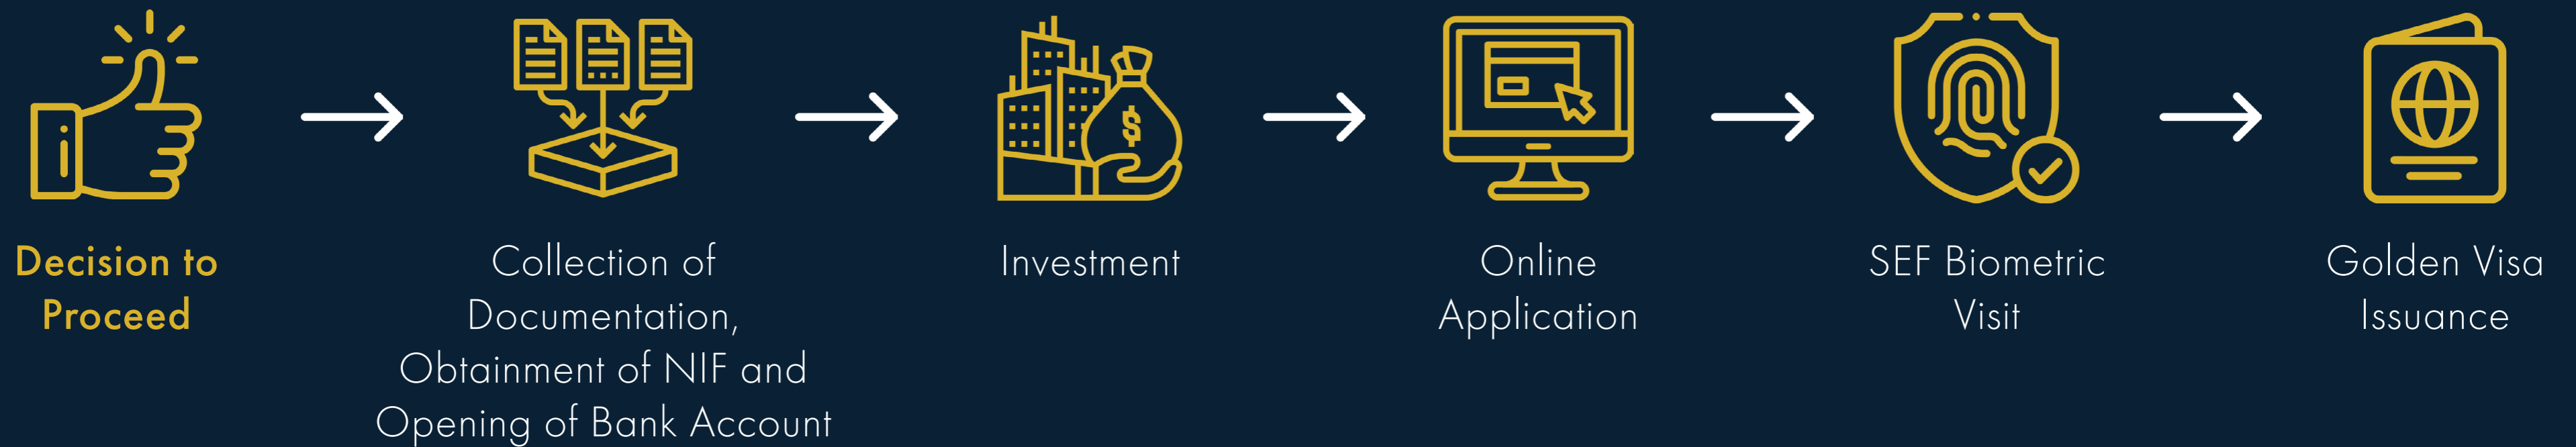 Decision to
Proceed
Collection of
Documentation,
Obtainment of NIF and
Opening of Bank Account
Investment
Online
Application
SEF Biometric
Visit
Golden Visa
Issuance